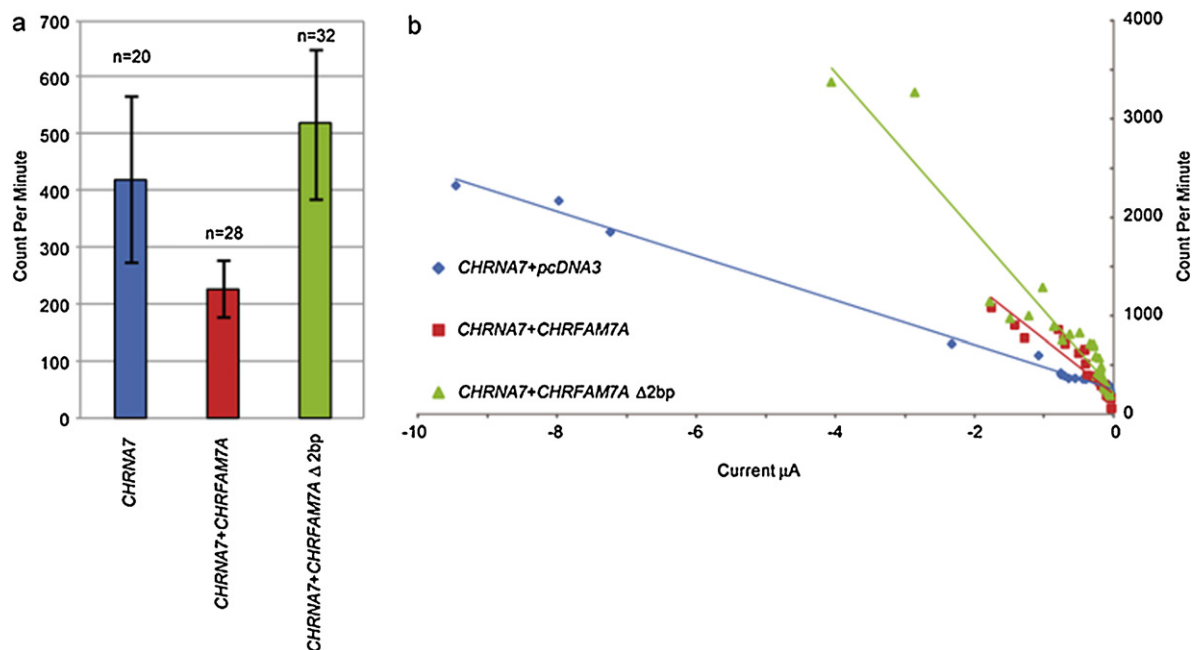 a
700
600
500
400
300
200
100
0
Count Per Minute
n=20
n=28
n=32
CHRNA7
CHRNA7+CHRFAM7A
CHRNA7+CHRFAM7A Δ 2bp
b
4000
3000
2000
1000
0
Count Per Minute
CHRNA7+pcDNA3
CHRNA7+CHRFAM7A
CHRNA7+CHRFAM7A Δ2bp
-10 -8 -6 -4 -2 0
Current µA